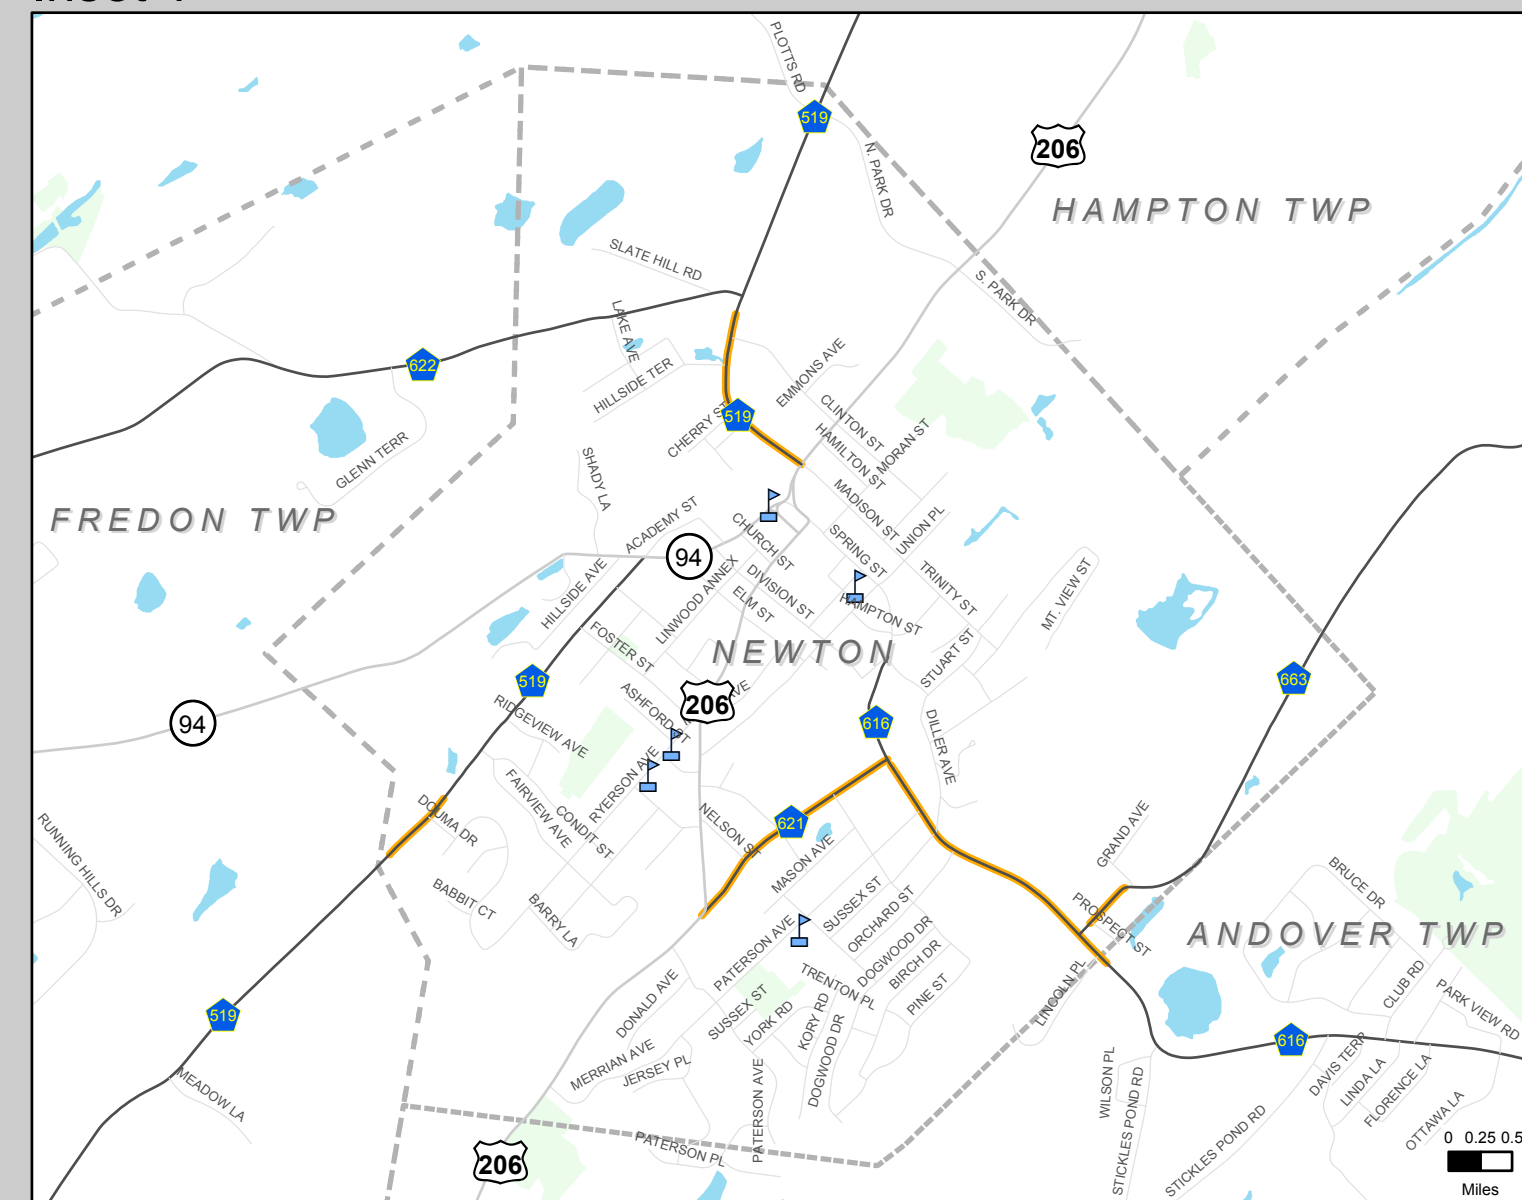 PLOTTS RD
519
N. PARK DR
206
HAMPTON TWP
SLATE HILL RD
S. PARK DR
LAKE AVE
622
HILLSIDE TER
EMMONS AVE
CHERRY ST
519
CLINTON ST
HAMILTON ST
MORAN ST
GLENN TERR
SHADY LA
FREDON TWP
ACADEMY ST
MADISON ST
UNION PL
CHURCH ST
SPRING ST
94
HILLSIDE AVE
LINWOOD ANNEX
DIVISION ST
ELM ST
TRINITY ST
HAMPTON ST
MT. VIEW ST
FOSTER ST
NEWTON
STUART ST
519
663
ASHFORD ST
206
AVE
RIDGEVIEW AVE
94
616
DILLER AVE
RYERSON AVE
FAIRVIEW AVE
CONDIT ST
DOUMA DR
NELSON ST
621
MASON AVE
GRAND AVE
RUNNING HILLS DR
BABBIT CT
BARRY LA
SUSSEX ST
ORCHARD ST
PROSPECT ST
BRUCE DR
ANDOVER TWP
PATERSON AVE
DOGWOOD DR
BIRCH DR
TRENTON PL
PINE ST
LINCOLN PL
CLUB RD
PARK VIEW RD
DONALD AVE
SUSSEX ST
YORK RD
KORY RD
DOGWOOD DR
519
616
MERRIAN AVE
JERSEY PL
MEADOW LA
PATERSON AVE
WILSON PL
STICKLES POND RD
DAVIS TERR
LINDA LA
FLORENCE LA
OTTAWA LA
PATERSON PL
206
STICKLES POND RD
0 0.25 0.5
Miles